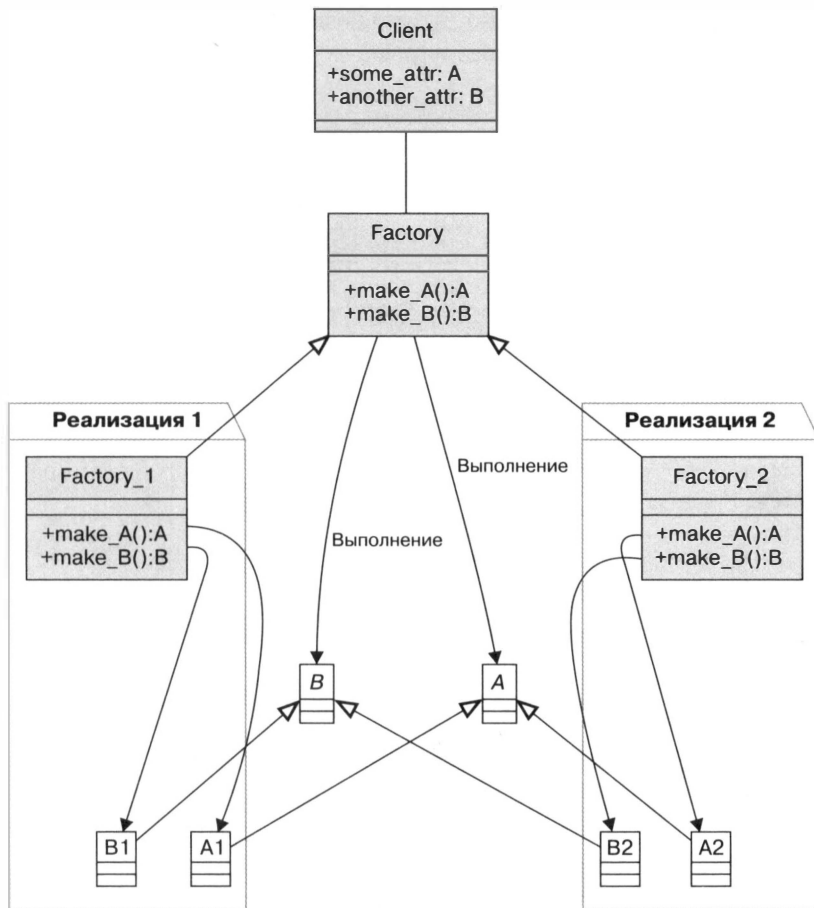 Client
+some_attr: A
+another_attr: B
Factory
+make_A():A
+make_B():B
Реализация 1
Реализация 2
Factory_1
+make_A():A
+make_B():B
Выполнение
Выполнение
Factory_2
+make_A():A
+make_B():B
B
A
B1
A1
B2
A2